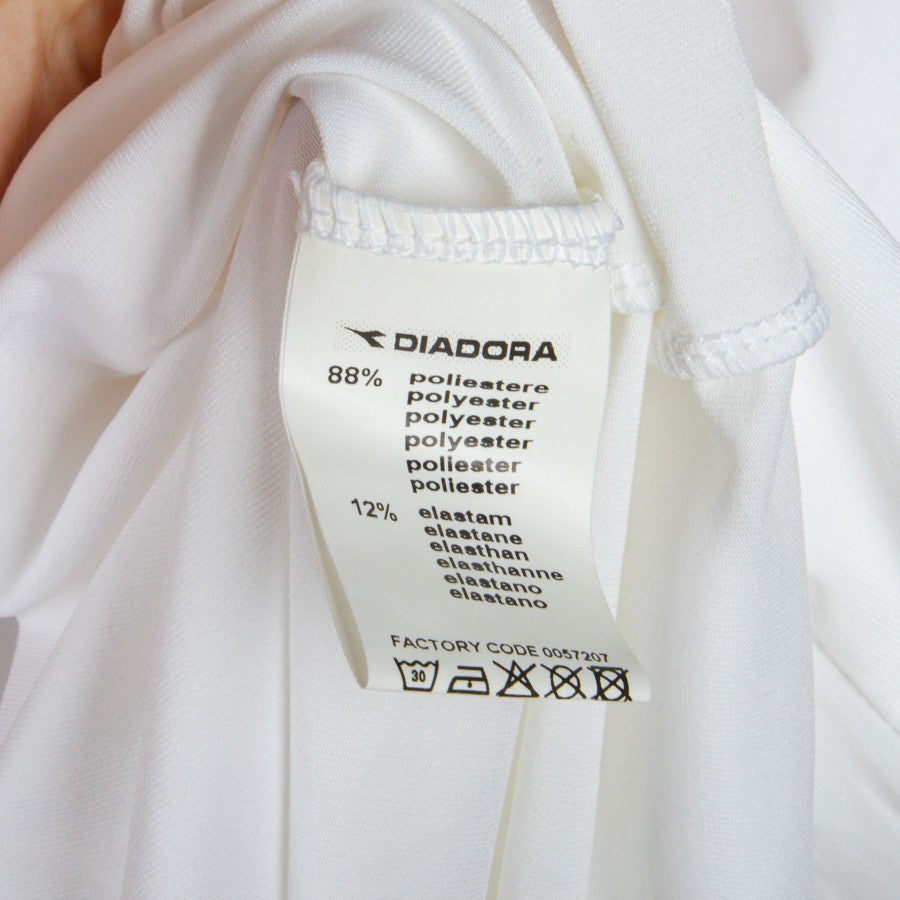 DIADORA
88% poliestere
polyester
polyester
polyester
poliester
poliester
12% elastam
elastane
elasthan
elasthanne
elastano
elastano
FACTORY CODE 0057207
30